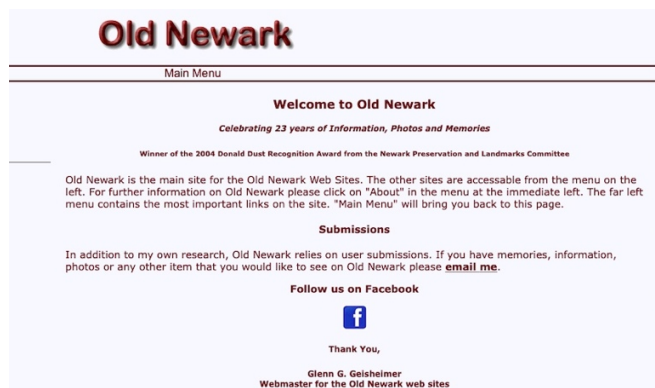 Old Newark
Main Menu
Welcome to Old Newark
Celebrating 23 years of Information, Photos and Memories
Winner of the 2004 Donald Dust Recognition Award from the Newark Preservation and Landmarks Committee
Old Newark is the main site for the Old Newark Web Sites. The other sites are accessable from the menu on the
left. For further information on Old Newark please click on "About" in the menu at the immediate left. The far left
menu contains the most important links on the site. "Main Menu" will bring you back to this page.
Submissions
In addition to my own research, Old Newark relies on user submissions. If you have memories, information,
photos or any other item that you would like to see on Old Newark please email me.
Follow us on Facebook
f
Thank You,
Glenn G. Geisheimer
Webmaster for the Old Newark web sites